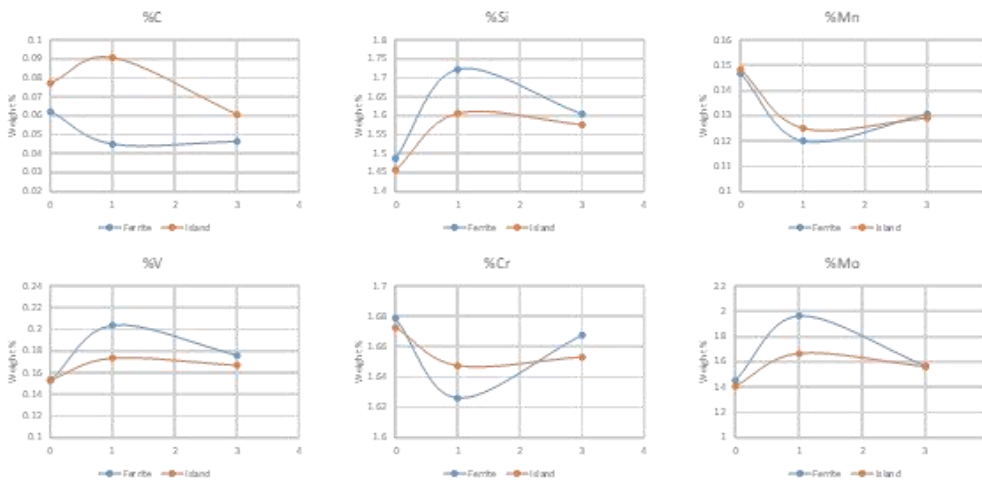 %C
0.1
0.09
0.08
0.07
0.06
0.05
0.04
0.03
0.02
0 1 2 3 4
Weight %
Ferrite Island
%Si
1.8
1.75
1.7
1.65
1.6
1.55
1.5
1.45
1.4
0 1 2 3 4
Weight %
Ferrite Island
%Mn
0.16
0.15
0.14
0.13
0.12
0.11
0.1
0 1 2 3
Weight %
Ferrite Island
%V
0.24
0.22
0.2
0.18
0.16
0.14
0.12
0.1
0 1 2 3 4
Weight %
Ferrite Island
%Cr
1.7
1.68
1.66
1.64
1.62
1.6
0 1 2 3 4
Weight %
Ferrite Island
%Mo
2.2
2
1.8
1.6
1.4
1.2
1
0 1 2 3
Weight %
Ferrite Island